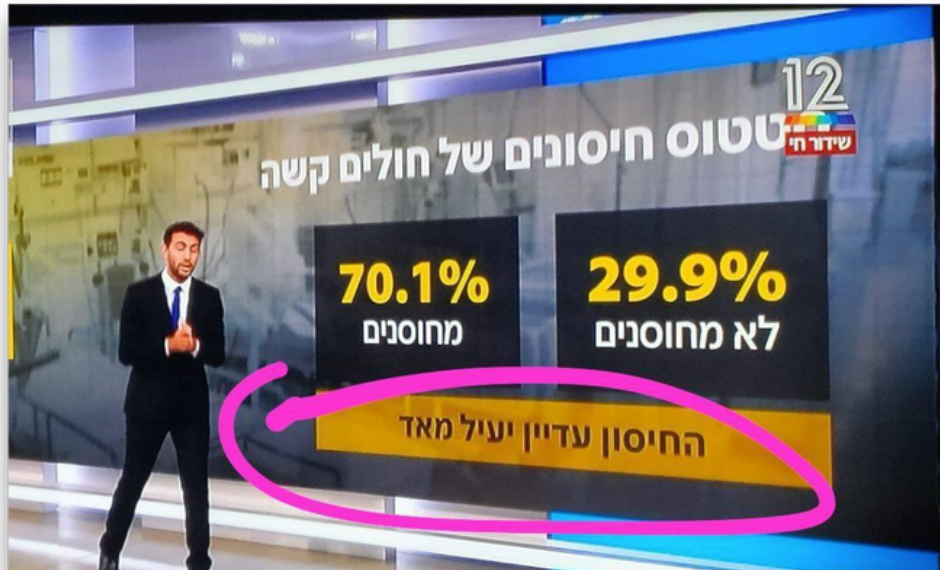 12
שידור חי
סטטוס חיסונים של חולים קשה
29.9%
לא מחוסנים
70.1%
מחוסנים
החיסון עדיין יעיל מאד